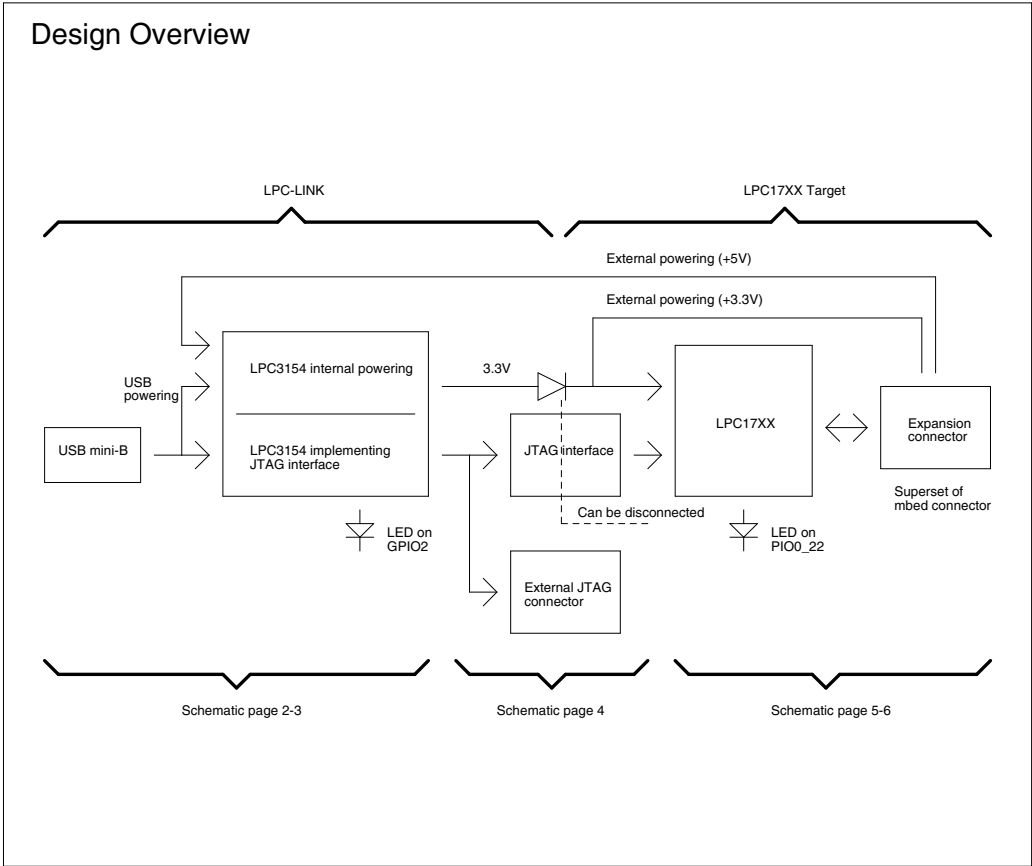 Design Overview
LPC-LINK
LPC17XX Target
External powering (+5V)
External powering (+3.3V)
LPC3154 internal powering
3.3V
USB
powering
LPC17XX
Expansion
connector
USB mini-B
LPC3154 implementing
JTAG interface
JTAG interface
Superset of
mbed connector
Can be disconnected
LED on
GPIO2
LED on
PIO0_22
External JTAG
connector
Schematic page 2-3
Schematic page 4
Schematic page 5-6